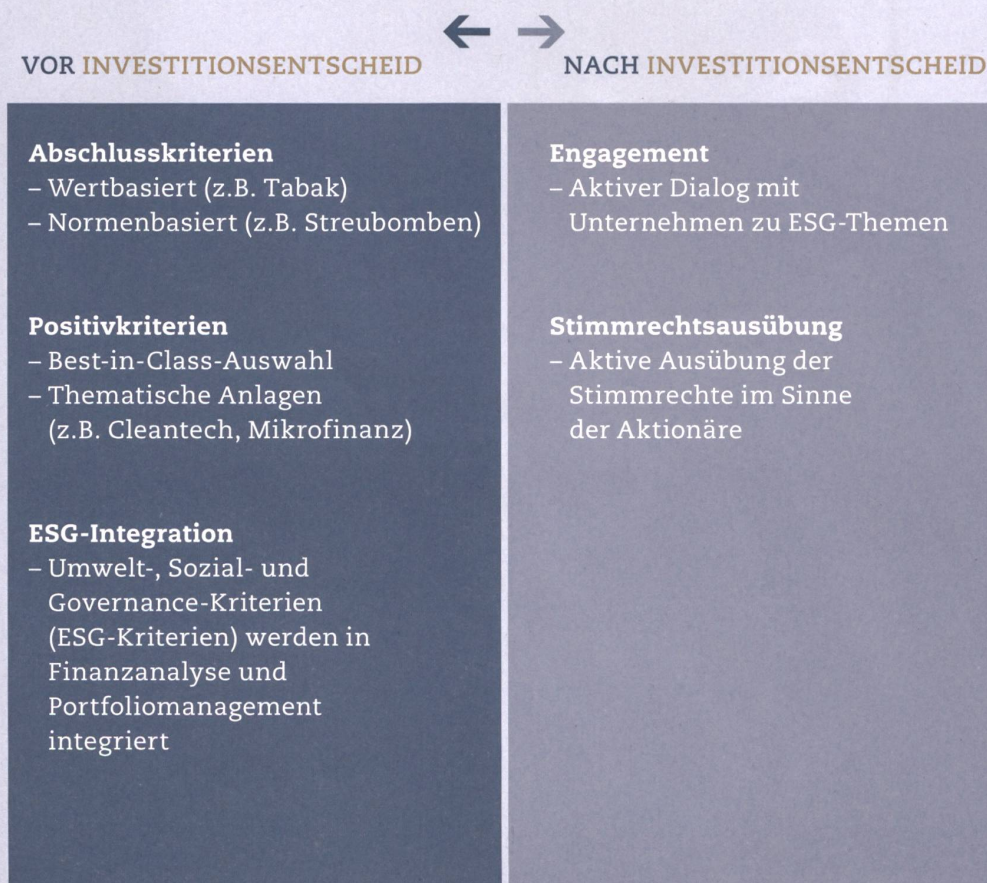 VOR INVESTITIONSENTSCHEID
Abschlusskriterien
– Wertbasiert (z.B. Tabak)
– Normenbasiert (z.B. Streubomben)
Positivkriterien
– Best-in-Class-Auswahl
– Thematische Anlagen
(z.B. Cleantech, Mikrofinanz)
ESG-Integration
– Umwelt-, Sozial- und
Governance-Kriterien
(ESG-Kriterien) werden in
Finanzanalyse und
Portfoliomanagement
integriert
NACH INVESTITIONSENTSCHEID
Engagement
– Aktiver Dialog mit
Unternehmen zu ESG-Themen
Stimmrechtsausübung
– Aktive Ausübung der
Stimmrechte im Sinne
der Aktionäre